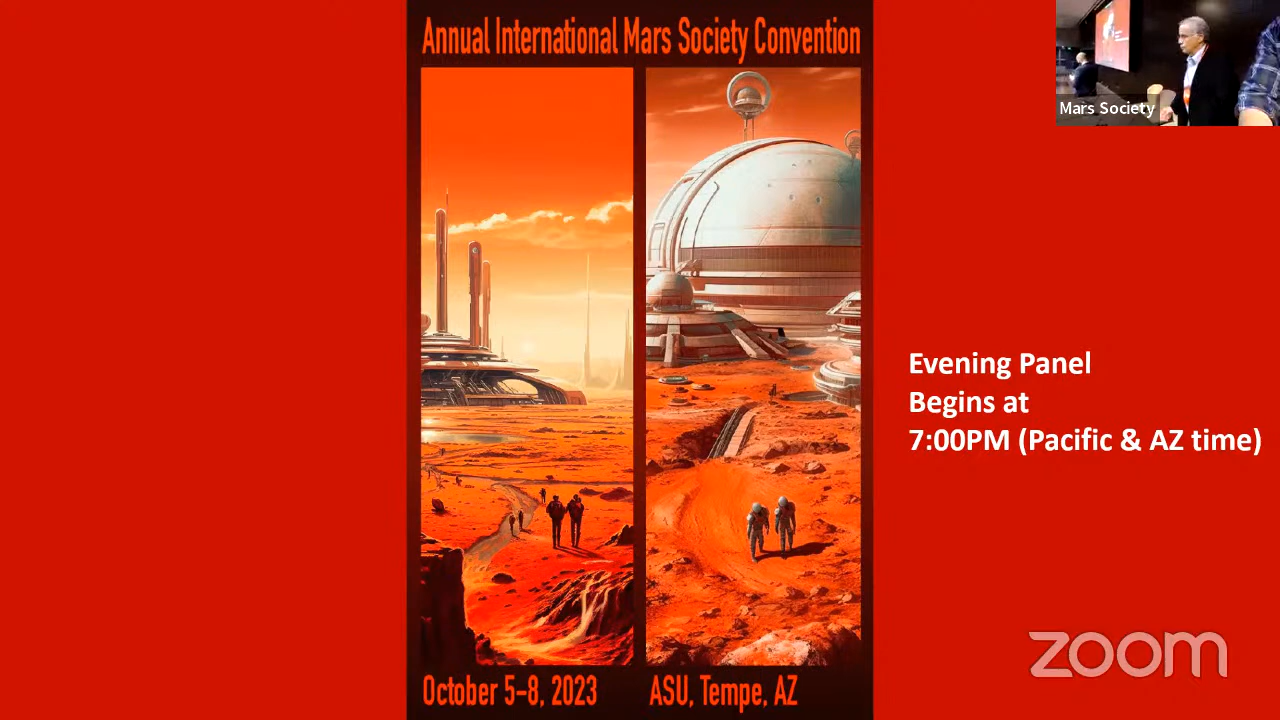 Annual International Mars Society Convention
Mars Society
Evening Panel
Begins at
7:00PM (Pacific & AZ time)
zoom
October 5-8, 2023
ASU, Tempe, AZ